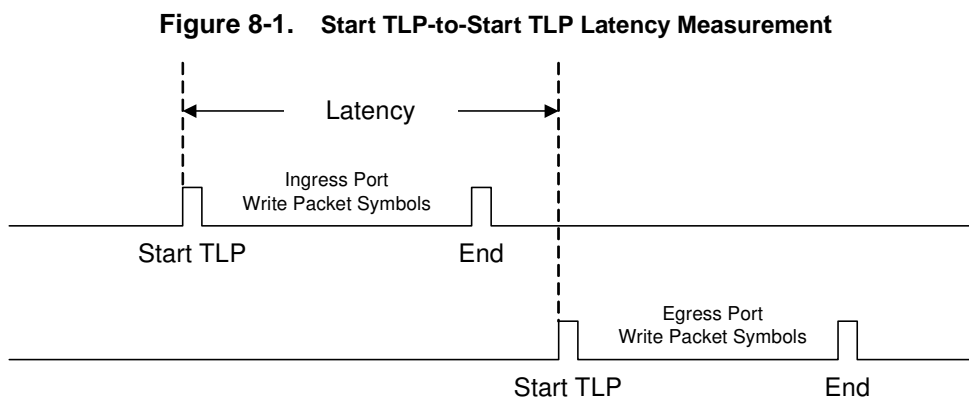 Figure 8-1. Start TLP-to-Start TLP Latency Measurement
Latency
Ingress Port
Write Packet Symbols
Start TLP
End
Egress Port
Write Packet Symbols
Start TLP
End